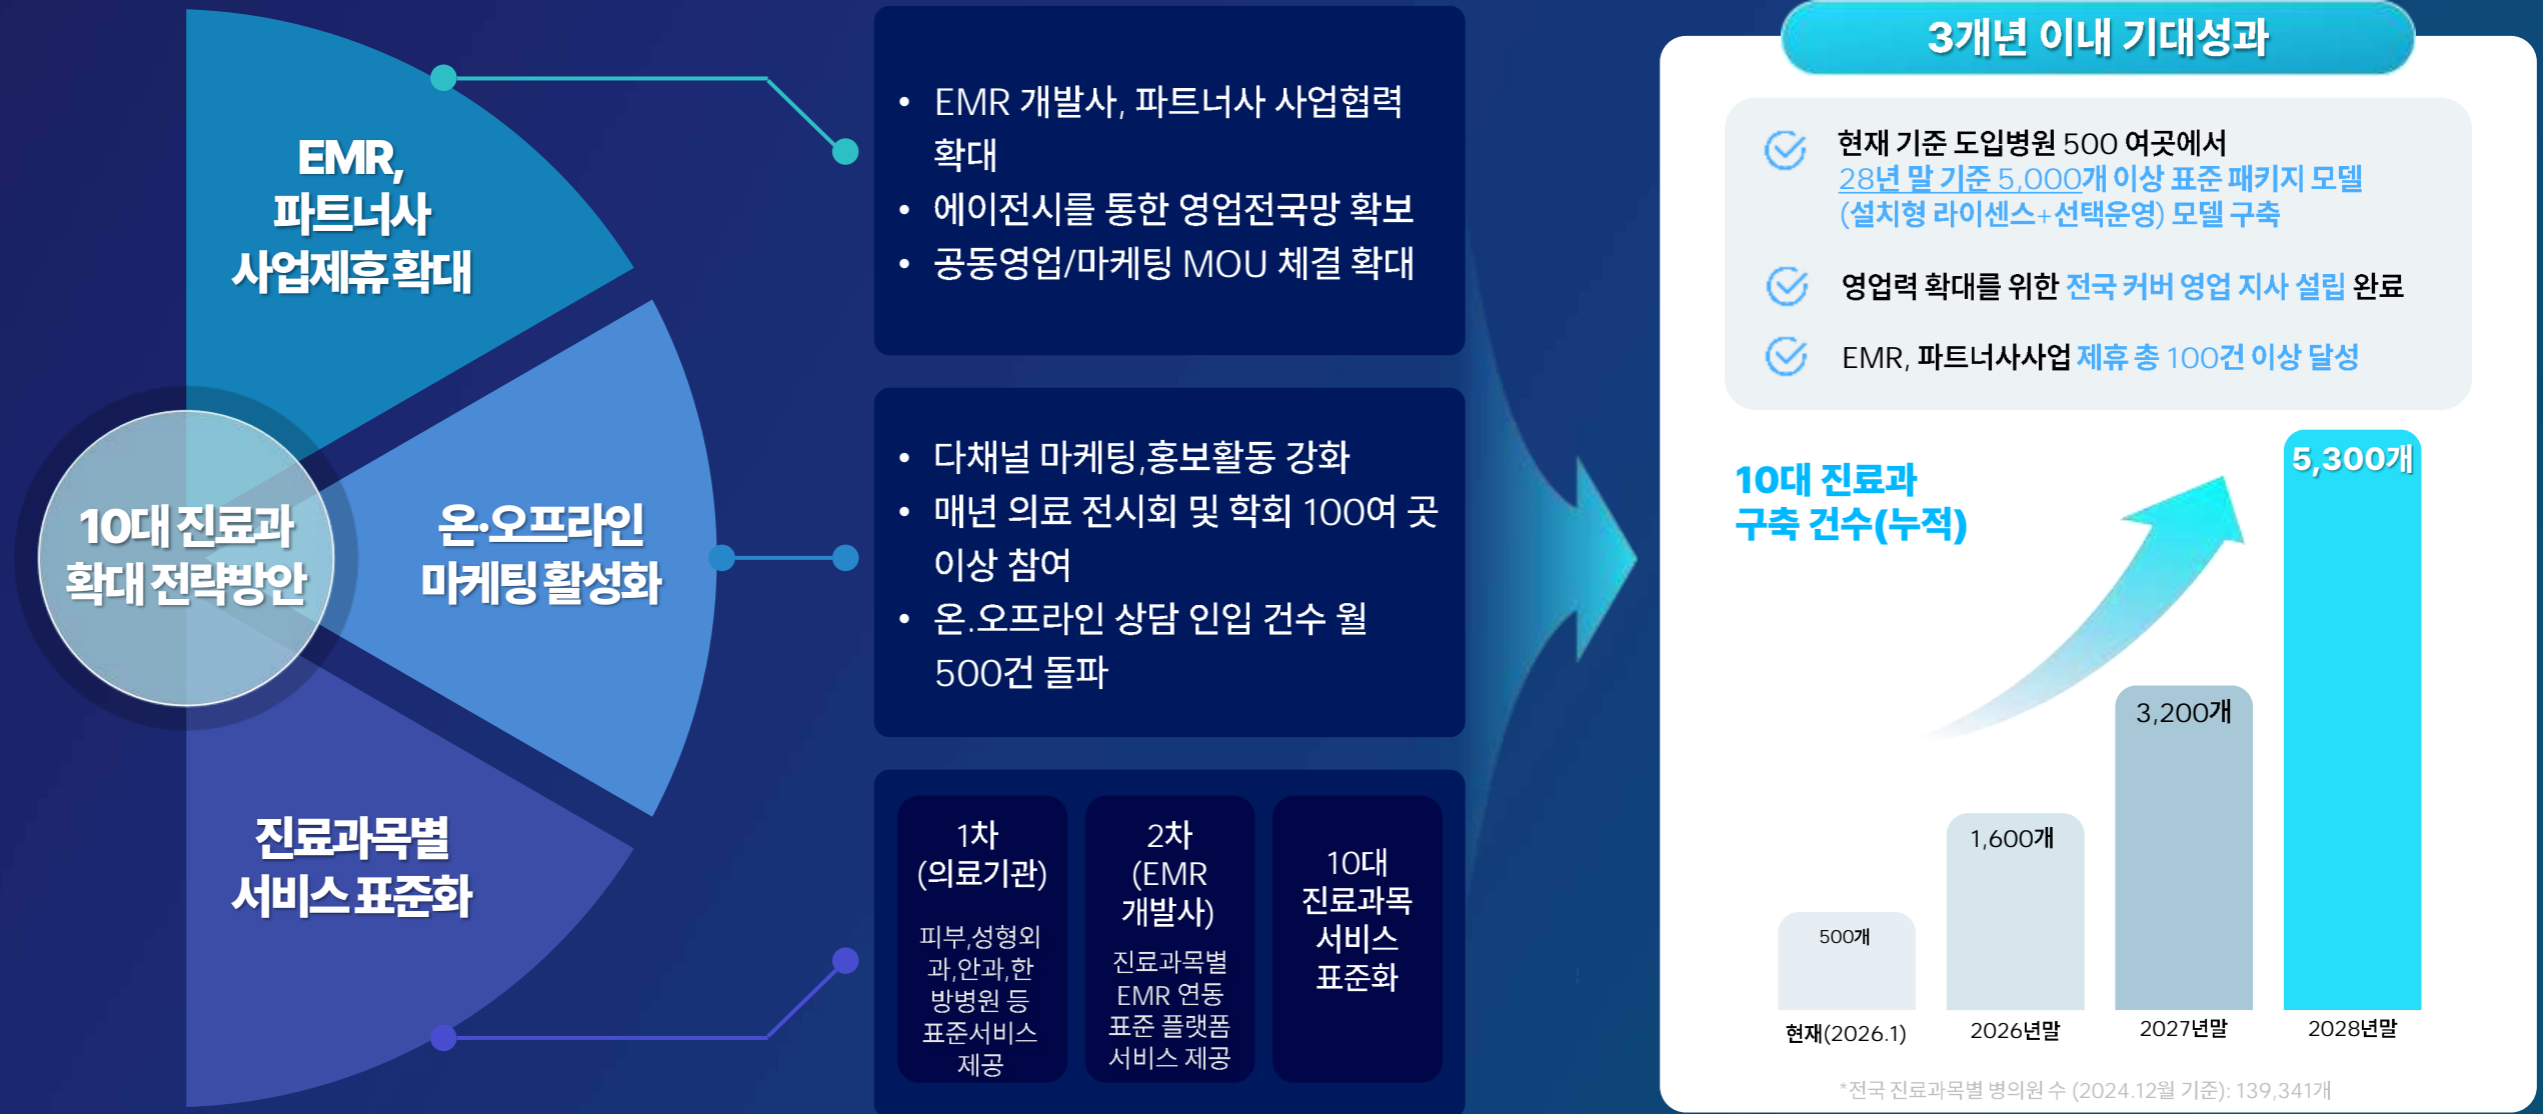 10대 진료과
확대 전략방안
EMR,
파트너사
사업제휴 확대
온·오프라인
마케팅 활성화
진료과목별
서비스 표준화
• EMR 개발사, 파트너사 사업협력
확대
• 에이전시를 통한 영업전국망 확보
• 공동영업/마케팅 MOU 체결 확대
• 다채널 마케팅,홍보활동 강화
• 매년 의료 전시회 및 학회 100여 곳
이상 참여
• 온.오프라인 상담 인입 건수 월
500건 돌파
1차
(의료기관)
피부,성형외
과,안과,한
방병원 등
표준서비스
제공
2차
(EMR
개발사)
진료과목별
EMR 연동
표준 플랫폼
서비스 제공
10대
진료과목
서비스
표준화
3개년 이내 기대성과
현재 기준 도입병원 500 여곳에서
28년 말 기준 5,000개 이상 표준 패키지 모델
(설치형 라이센스+선택운영) 모델 구축
영업력 확대를 위한 전국 커버 영업 지사 설립 완료
EMR, 파트너사사업 제휴 총 100건 이상 달성
10대 진료과
구축 건수(누적)
500개
1,600개
3,200개
5,300개
현재(2026.1)
2026년말
2027년말
2028년말
*전국 진료과목별 병의원 수 (2024.12월 기준): 139,341개